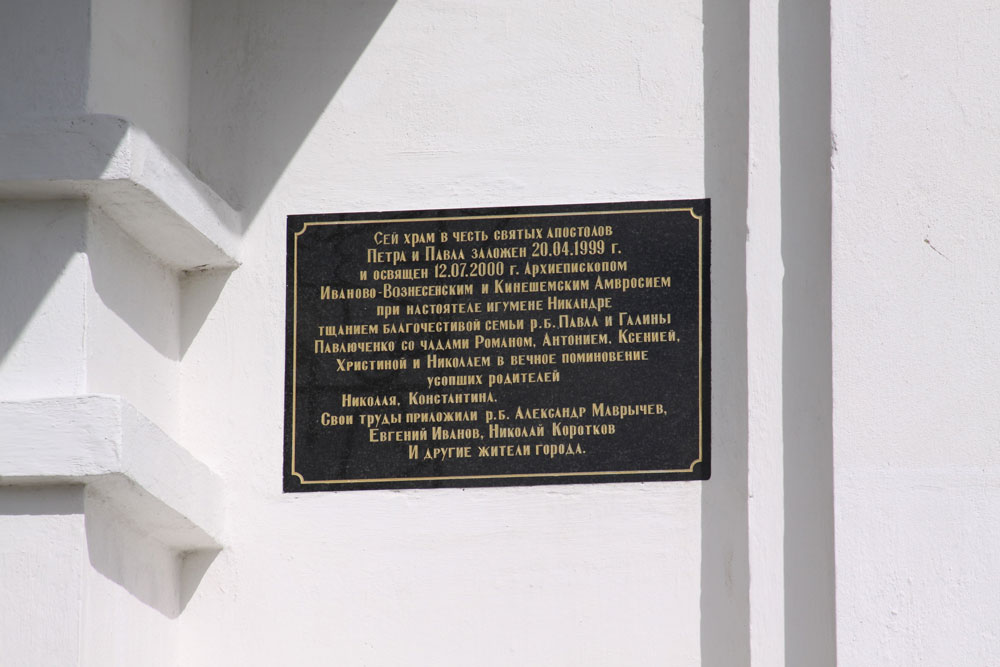 Сей храм в честь святых апостолов
Петра и Павла заложен 20.04.1999 г.
и освящен 12.07.2000 г. Архиепископом
Иваново-Вознесенским и Кинешемским Амвросием
при настоятеле игумене Никандре
тщанием благочестивой семьи р.б. Павла и Галины
Павлюченко со чадами Романом, Антонием, Ксенией,
Христиной и Николаем в вечное поминовение
усопших родителей
Николая, Константина.
Свои труды приложили р.б. Александр Маврычев,
Евгений Иванов, Николай Коротков
И другие жители города.